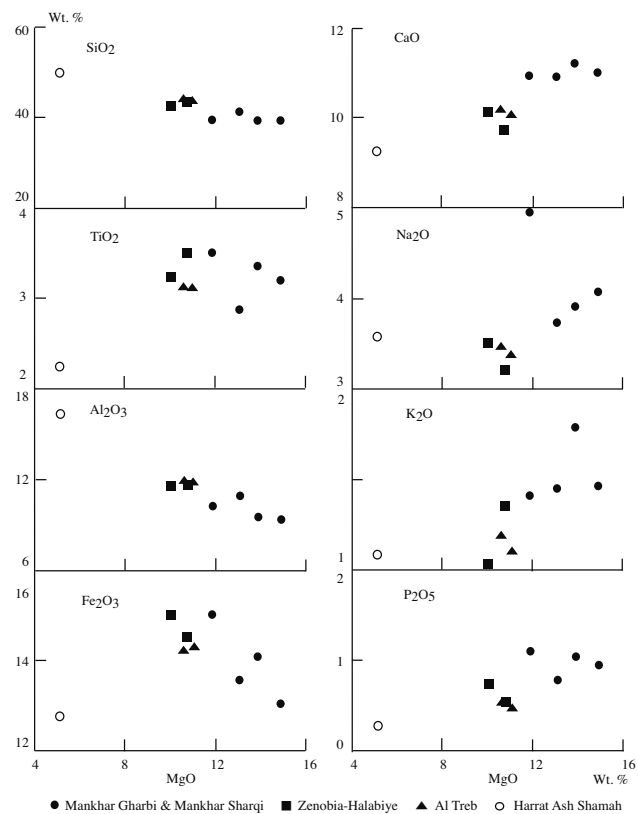 Wt. %
60
SiO2
40
20
4
TiO2
3
2
18
Al2O3
12
6
16
Fe2O3
14
12
4 8 12 16
MgO
12
CaO
10
8
5
Na2O
4
3
2
K2O
1
2
P2O5
1
0
4 8 12 16
MgO Wt. %
Mankhar Gharbi & Mankhar Sharqi Zenobia-Halabiye Al Treb Harrat Ash Shamah